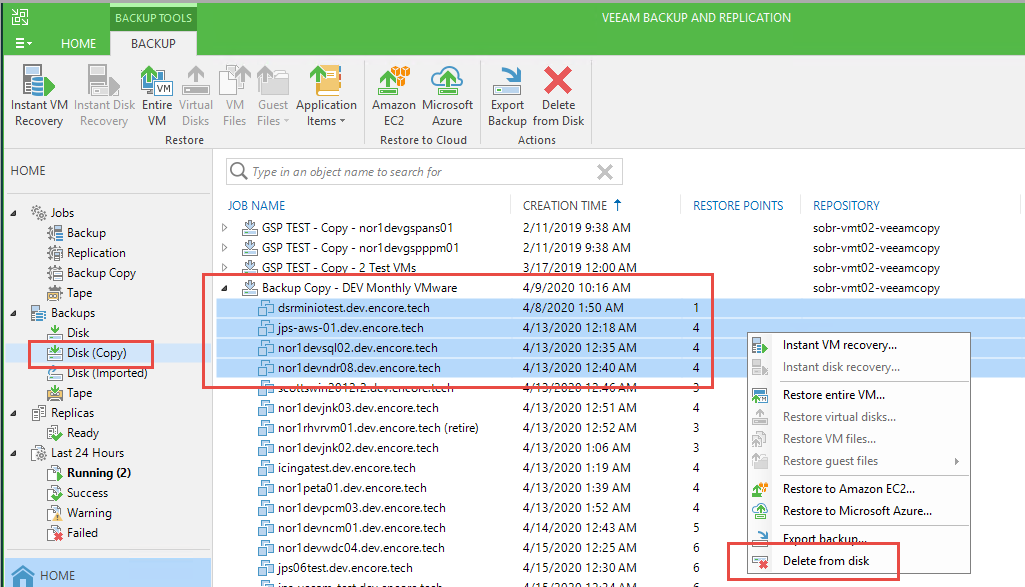 VEEAM BACKUP AND REPLICATION
BACKUP TOOLS
HOME
BACKUP
Instant VM Recovery
Instant Disk Recovery
Entire VM
Virtual Disks
VM Files
Guest Files
Application Items
Amazon EC2
Microsoft Azure
Export Backup
Delete from Disk
Restore
Restore to Cloud
Actions
HOME
Jobs
Backup
Replication
Backup Copy
Tape
Backups
Disk
Disk (Copy)
Disk (Imported)
Tape
Replicas
Ready
Last 24 Hours
Running (2)
Success
Warning
Failed
HOME
Type in an object name to search for
JOB NAME CREATION TIME RESTORE POINTS REPOSITORY
GSP TEST - Copy - nor1devgspans01 2/11/2019 9:38 AM sobr-vmt02-veeamcopy
GSP TEST - Copy - nor1devgspppm01 2/11/2019 9:38 AM sobr-vmt02-veeamcopy
GSP TEST - Copy - 2 Test VMs 3/17/2019 12:00 AM sobr-vmt02-veeamcopy
Backup Copy - DEV Monthly VMware 4/9/2020 10:16 AM sobr-vmt02-veeamcopy
dsrminiotest.dev.encore.tech 4/8/2020 1:50 AM 1
jps-aws-01.dev.encore.tech 4/13/2020 12:18 AM 4
nor1devsql02.dev.encore.tech 4/13/2020 12:35 AM 4
nor1devndr08.dev.encore.tech 4/13/2020 12:40 AM 4
scottswin2012.2.dev.encore.tech 4/13/2020 12:46 AM 4
nor1devjnk03.dev.encore.tech 4/13/2020 12:51 AM 4
nor1rhvrvm01.dev.encore.tech (retire) 4/13/2020 12:52 AM 3
nor1devjnk02.dev.encore.tech 4/13/2020 1:06 AM 3
icingatest.dev.encore.tech 4/13/2020 1:19 AM 4
nor1peta01.dev.encore.tech 4/13/2020 1:39 AM 4
nor1devpcm03.dev.encore.tech 4/13/2020 1:52 AM 4
nor1devncm01.dev.encore.tech 4/14/2020 12:43 AM 5
nor1devwdc04.dev.encore.tech 4/15/2020 12:25 AM 6
jps06test.dev.encore.tech 4/15/2020 12:30 AM 6
jps-veeam-test.dev.encore.tech 4/15/2020 12:34 AM 6
Instant VM recovery...
Instant disk recovery...
Restore entire VM...
Restore virtual disks...
Restore VM files...
Restore guest files
Restore to Amazon EC2...
Restore to Microsoft Azure...
Export backup...
Delete from disk